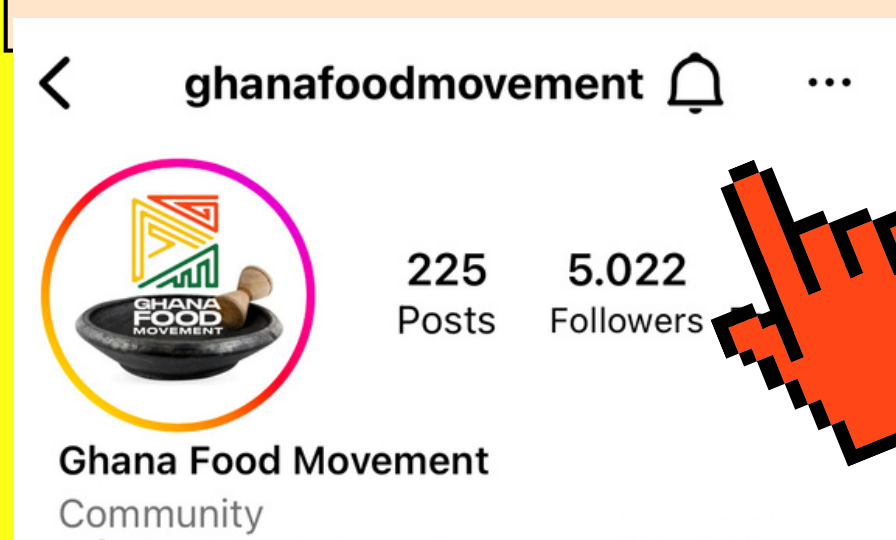 ghanafoodmovement
GHANA
FOOD
MOVEMENT
225
Posts
5.022
Followers
Ghana Food Movement
Community